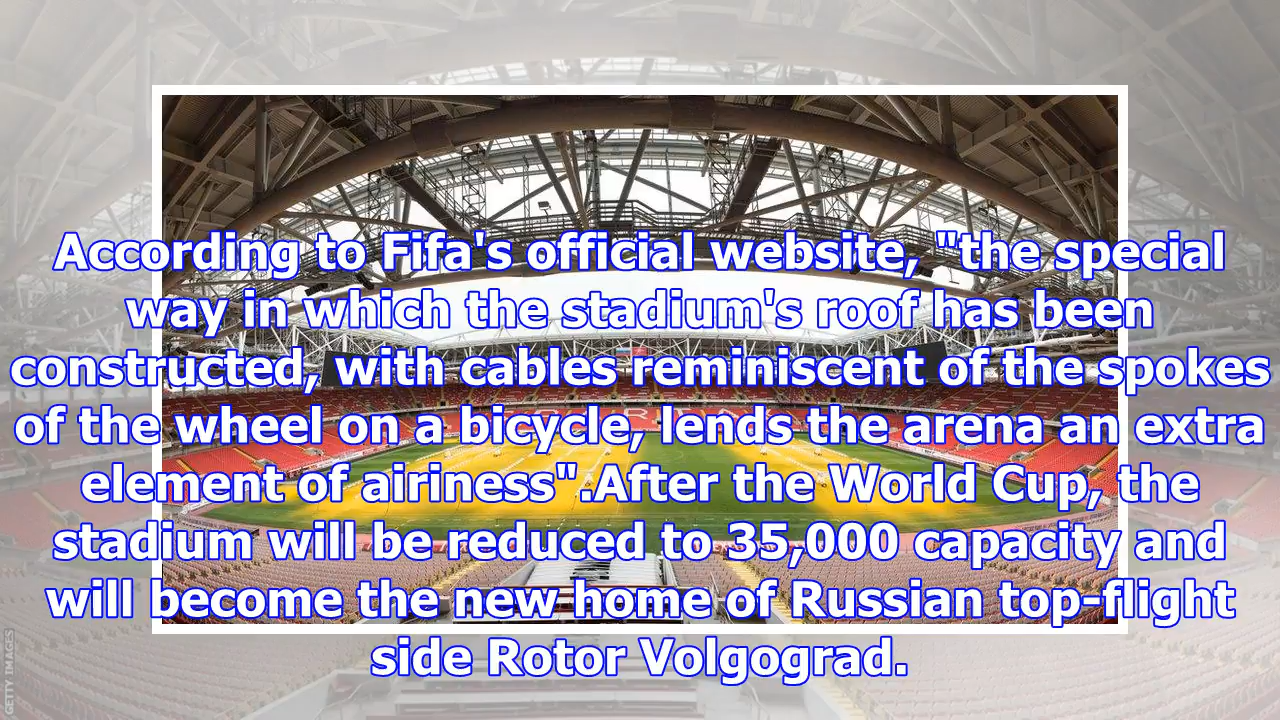 According to Fifa's official website, "the special
way in which the stadium's roof has been
constructed, with cables reminiscent of the spokes
of the wheel on a bicycle, lends the arena an extra
element of airiness".After the World Cup, the
stadium will be reduced to 35,000 capacity and
will become the new home of Russian top-flight
side Rotor Volgograd.
GETTY IMAGES